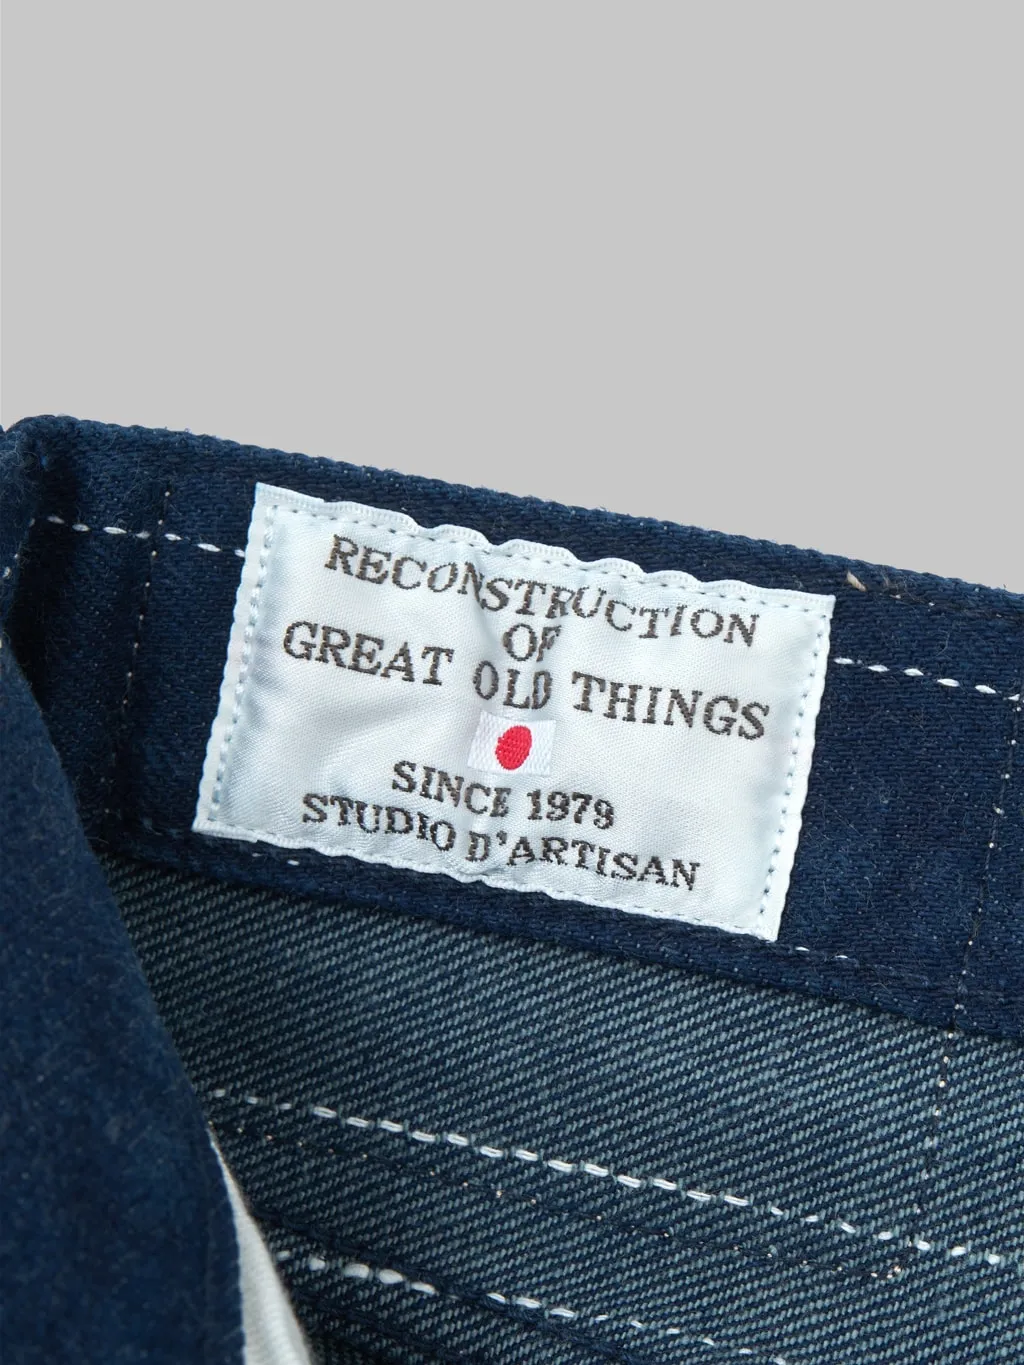 RECONSTRUCTION
OF
GREAT OLD THINGS
SINCE 1979
STUDIO D'ARTISAN